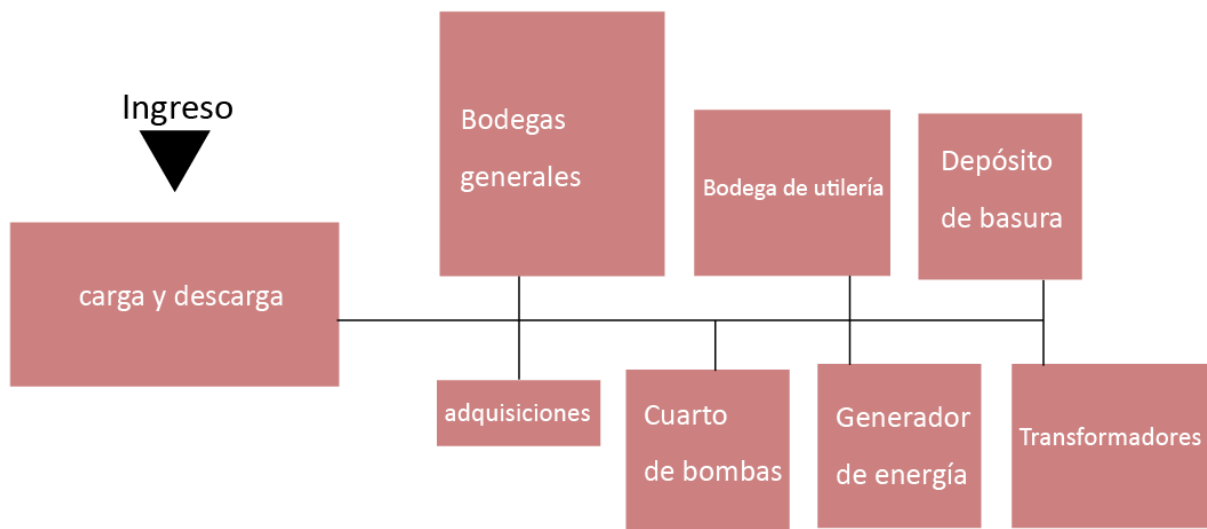 Ingreso
carga y descarga
Bodegas
generales
Bodega de utilería
Depósito
de basura
adquisiciones
Cuarto
de bombas
Generador
de energía
Transformadores